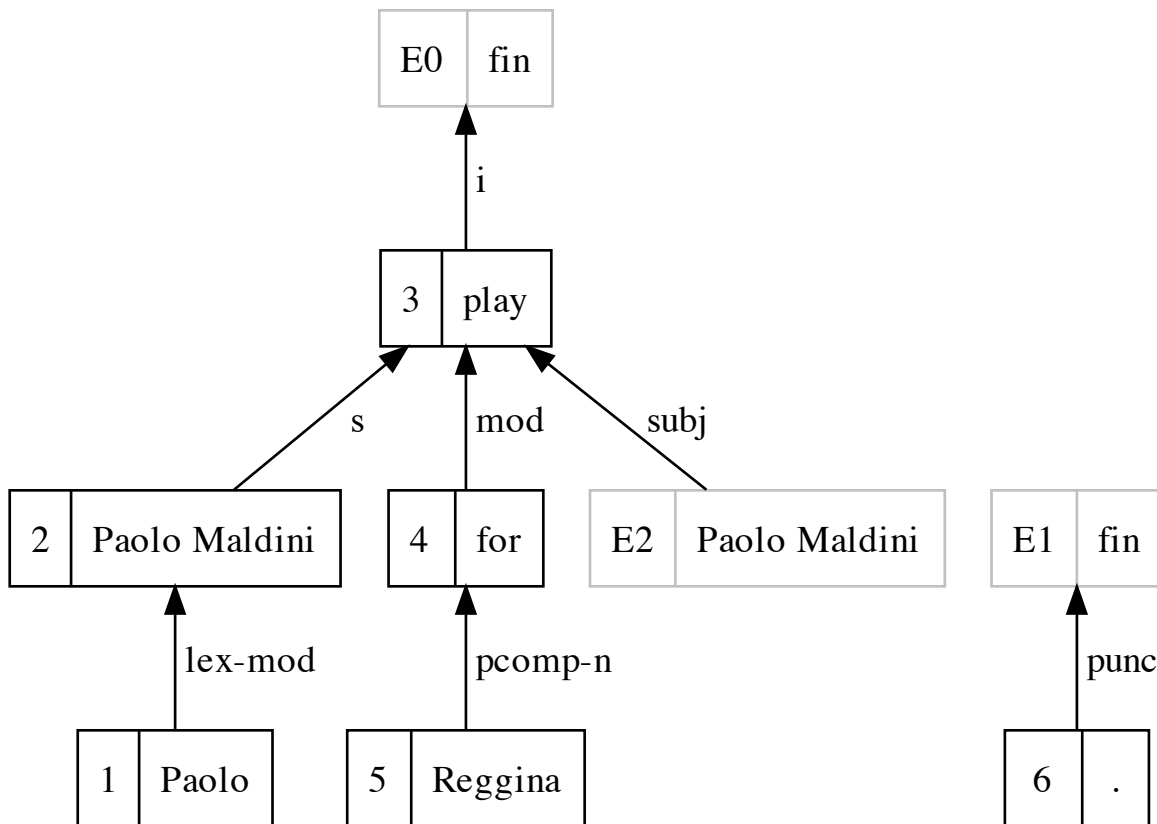 E0 fin
i
3 play
s mod subj
2 Paolo Maldini 4 for E2 Paolo Maldini E1 fin
lex-mod pcomp-n punc
1 Paolo 5 Reggina 6 .